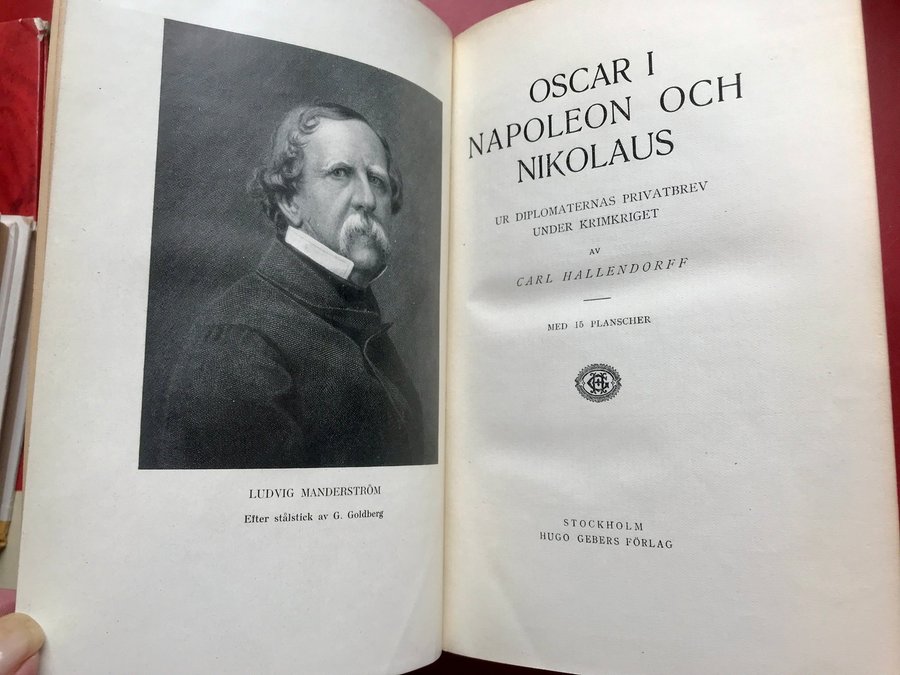 LUDVIG MANDERSTRÖM
Efter stålstick av G. Goldberg
OSCAR I
NAPOLEON OCH
NIKOLAUS
UR DIPLOMATERNAS PRIVATBREV
UNDER KRIMKRIGET
AV
CARL HALLENDORFF
MED 15 PLANSCHER
STOCKHOLM
HUGO GEBERS FÖRLAG